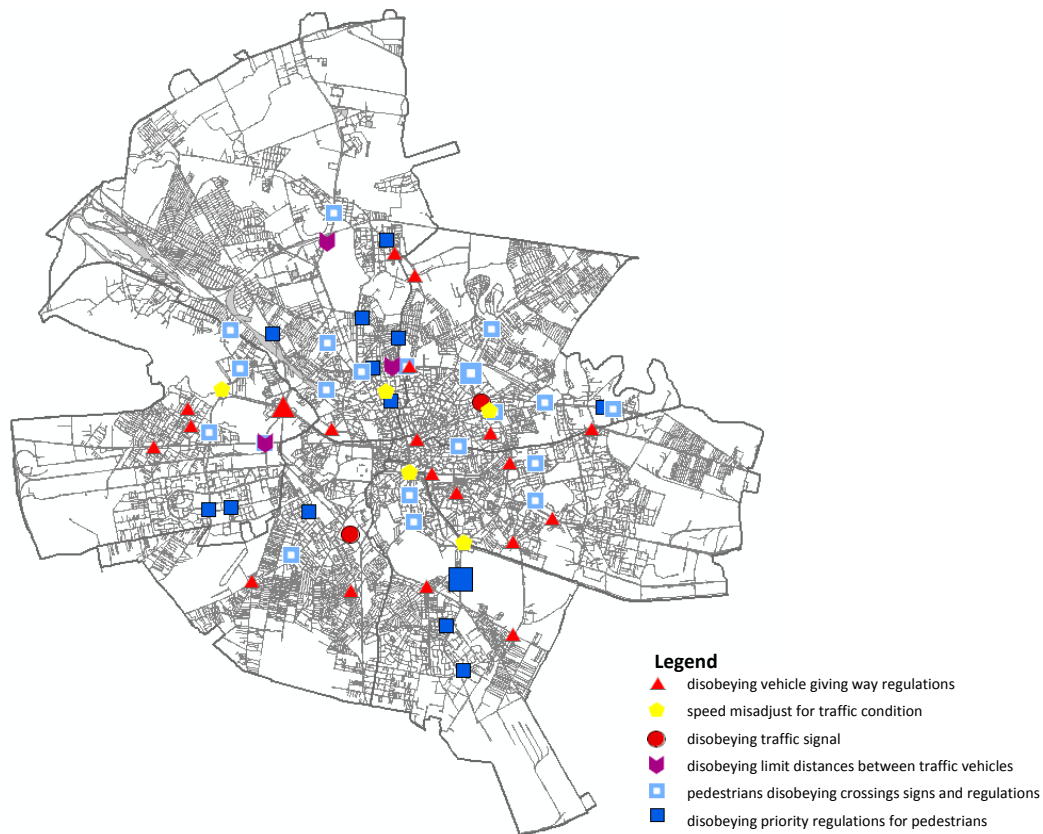 Legend
disobeying vehicle giving way regulations
speed misadjust for traffic condition
disobeying traffic signal
disobeying limit distances between traffic vehicles
pedestrians disobeying crossings signs and regulations
disobeying priority regulations for pedestrians